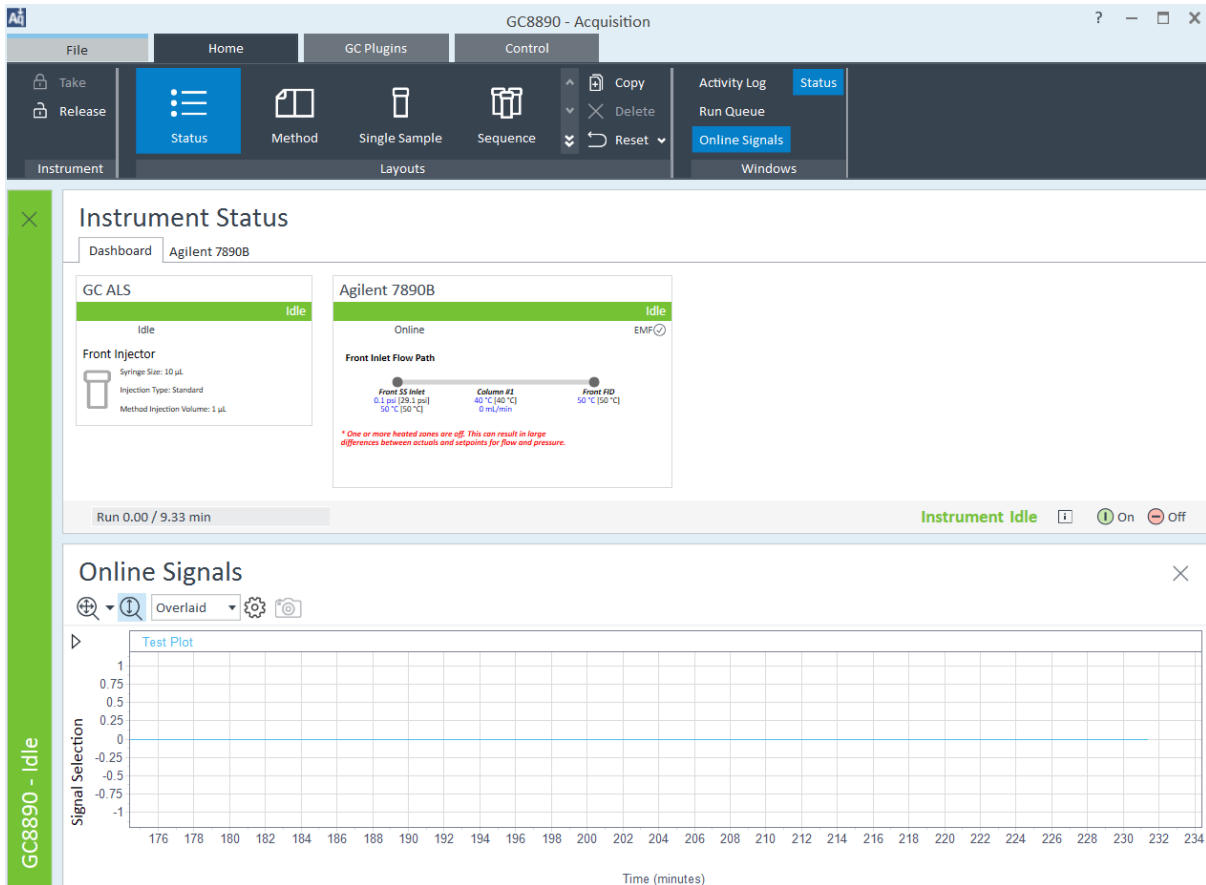 Aq
GC8890 - Acquisition
?
File
Home
GC Plugins
Control
Take
Release
Instrument
Status
Method
Single Sample
Sequence
Copy
Delete
Reset
Layouts
Activity Log
Status
Run Queue
Online Signals
Windows
GC8890 - Idle
Instrument Status
Dashboard
Agilent 7890B
GC ALS
Idle
Idle
Front Injector
Syringe Size: 10 µL
Injection Type: Standard
Method Injection Volume: 1 µL
Agilent 7890B
Idle
Online
EMF
Front Inlet Flow Path
Front SS Inlet
0.1 psi [29.1 psi]
50 °C [50 °C]
Column #1
40 °C [40 °C]
0 mL/min
Front FID
50 °C [50 °C]
* One or more heated zones are off. This can result in large
differences between actuals and setpoints for flow and pressure.
Run 0.00 / 9.33 min
Instrument Idle
i
On
Off
Online Signals
Overlaid
Test Plot
Signal Selection
1
0.75
0.5
0.25
0
-0.25
-0.5
-0.75
-1
176 178 180 182 184 186 188 190 192 194 196 198 200 202 204 206 208 210 212 214 216 218 220 222 224 226 228 230 232 234
Time (minutes)